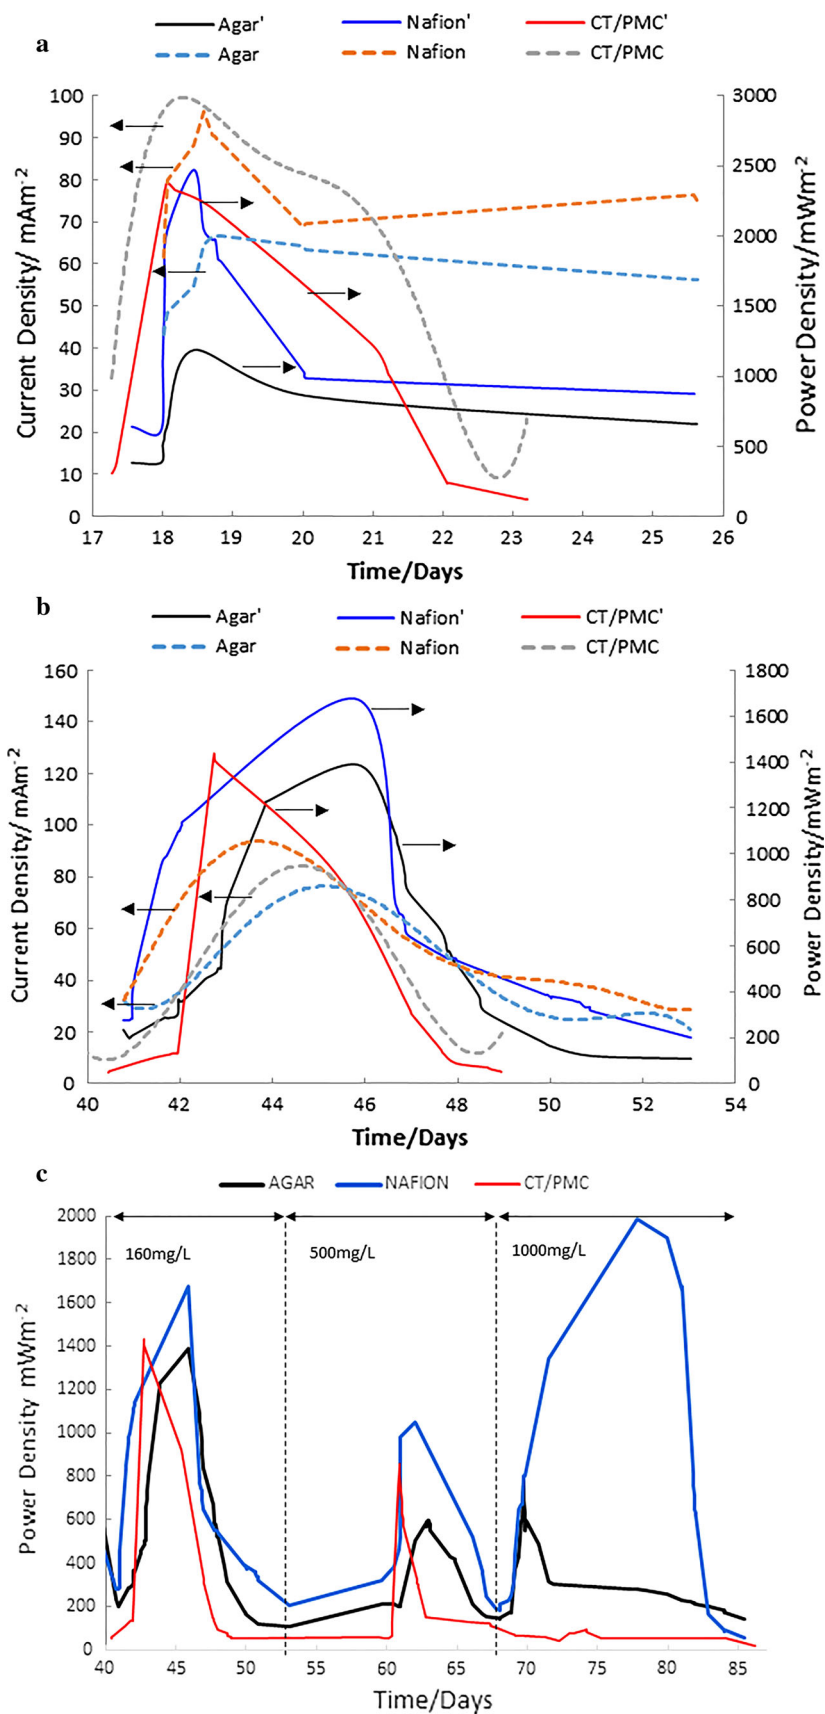 a
Agar' Nafion' CT/PMC'
Agar Nafion CT/PMC
Current Density/ mAm-2
100
90
80
70
60
50
40
30
20
10
0
3000
2500
2000
1500
1000
500
0
Power Density/mWm-2
17 18 19 20 21 22 23 24 25 26
Time/Days
b
Agar' Nafion' CT/PMC'
Agar Nafion CT/PMC
Current Density/ mAm-2
160
140
120
100
80
60
40
20
0
1800
1600
1400
1200
1000
800
600
400
200
0
Power Density/mWm-2
40 42 44 46 48 50 52 54
Time/Days
c
AGAR NAFION CT/PMC
Power Density mWm-2
2000
1800
1600
1400
1200
1000
800
600
400
200
0
160mg/L 500mg/L 1000mg/L
40 45 50 55 60 65 70 75 80 85
Time/Days